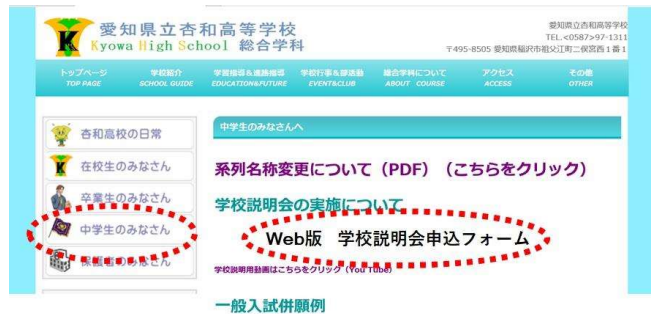 愛知県立杏和高等学校
Kyowa High School 総合学科
愛知県立杏和高等学校
TEL.<0587>97-1311
〒495-8505 愛知県稲沢市祖父江町二俣宮西1番1
トップページ 学校紹介 学習指導&進路指導 学校行事&部活動 総合学科について アクセス その他
TOP PAGE SCHOOL GUIDE EDUCATION&FUTURE EVENT&CLUB ABOUT COURSE ACCESS OTHER
杏和高校の日常
在校生のみなさん
卒業生のみなさん
中学生のみなさん
保護者のみなさん
中学生のみなさんへ
系列名称変更について（PDF）（こちらをクリック）
学校説明会の実施について
Web版 学校説明会申込フォーム
学校説明用動画はこちらをクリック（You Tube）
一般入試併願例